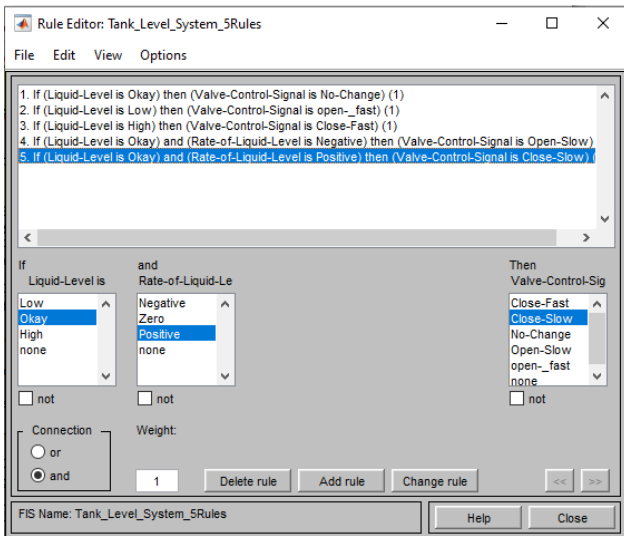 Rule Editor: Tank_Level_System_5Rules
File Edit View Options
1. If (Liquid-Level is Okay) then (Valve-Control-Signal is No-Change) (1)
2. If (Liquid-Level is Low) then (Valve-Control-Signal is open-_fast) (1)
3. If (Liquid-Level is High) then (Valve-Control-Signal is Close-Fast) (1)
4. If (Liquid-Level is Okay) and (Rate-of-Liquid-Level is Negative) then (Valve-Control-Signal is Open-Slow)
5. If (Liquid-Level is Okay) and (Rate-of-Liquid-Level is Positive) then (Valve-Control-Signal is Close-Slow) (
If and Then
Liquid-Level is Rate-of-Liquid-Le Valve-Control-Sig
Low Negative Close-Fast
Okay Zero Close-Slow
High Positive No-Change
none none Open-Slow
open-_fast
none
not not not
Connection Weight:
or
and 1 Delete rule Add rule Change rule << >>
FIS Name: Tank_Level_System_5Rules Help Close